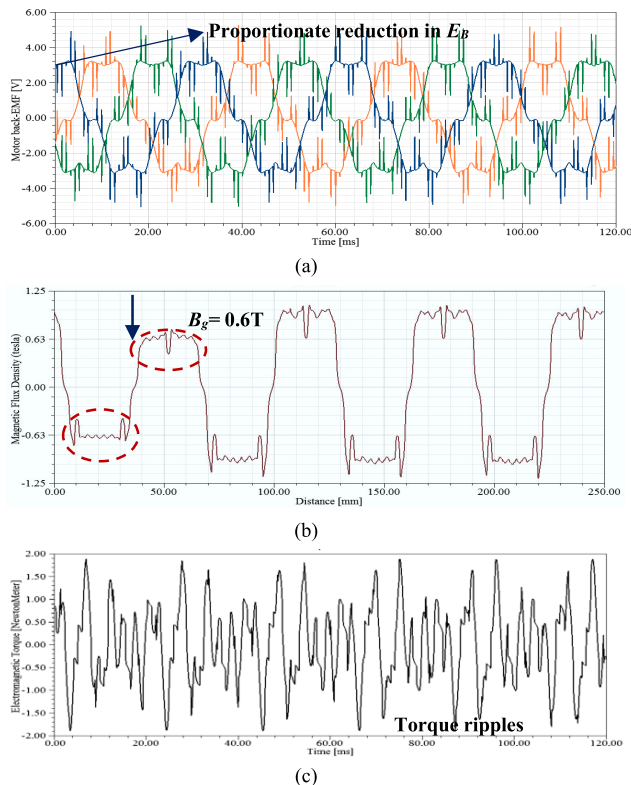 Proportionate reduction in E_B
Motor back-EMF [V]
6.00
4.00
2.00
0.00
-2.00
-4.00
-6.00
0.00 20.00 40.00 60.00 80.00 100.00 120.00
Time [ms]
(a)
B_g= 0.6T
Magnetic Flux Density (tesla)
1.25
0.63
0.00
-0.63
-1.25
0.00 50.00 100.00 150.00 200.00 250.00
Distance [mm]
(b)
Electromagnetic Torque [NewtonMeter]
2.00
1.50
1.00
0.50
0.00
-0.50
-1.00
-1.50
-2.00
Torque ripples
0.00 20.00 40.00 60.00 80.00 100.00 120.00
Time [ms]
(c)